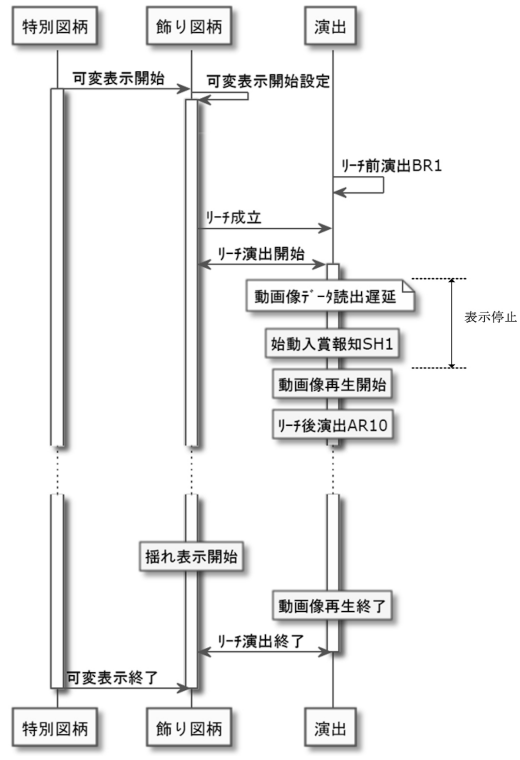 特別図柄
飾り図柄
演出
可変表示開始
可変表示開始設定
ﾘｰﾁ前演出BR1
ﾘｰﾁ成立
ﾘｰﾁ演出開始
動画像ﾃﾞｰﾀ読出遅延
表示停止
始動入賞報知SH1
動画像再生開始
ﾘｰﾁ後演出AR10
揺れ表示開始
動画像再生終了
ﾘｰﾁ演出終了
可変表示終了
特別図柄
飾り図柄
演出